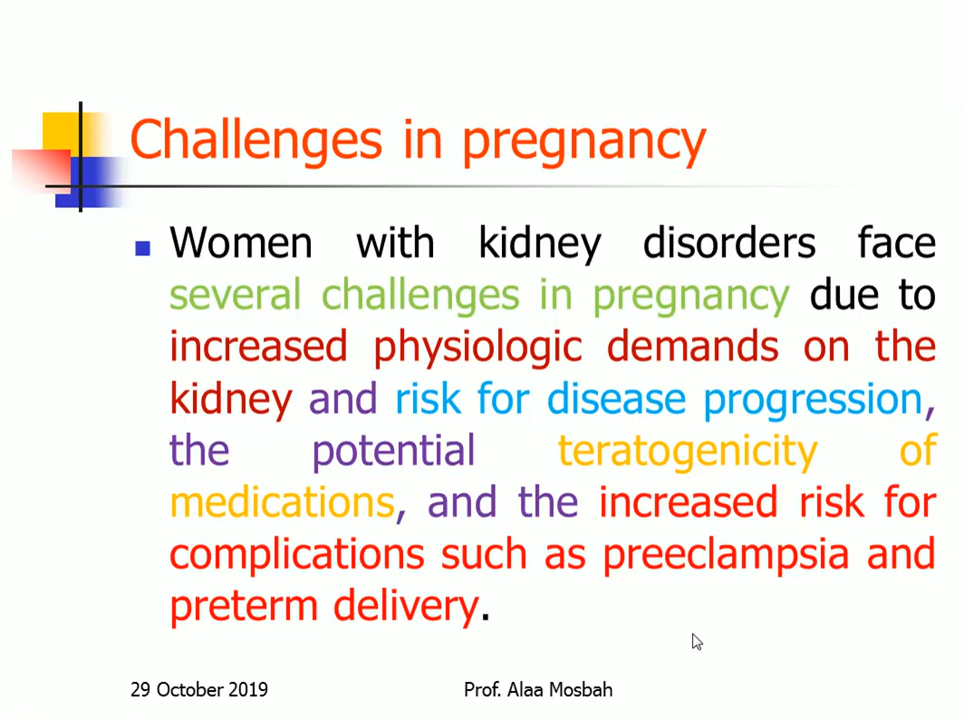 Challenges in pregnancy
Women with kidney disorders face
several challenges in pregnancy due to
increased physiologic demands on the
kidney and risk for disease progression,
the potential teratogenicity of
medications, and the increased risk for
complications such as preeclampsia and
preterm delivery.
29 October 2019
Prof. Alaa Mosbah